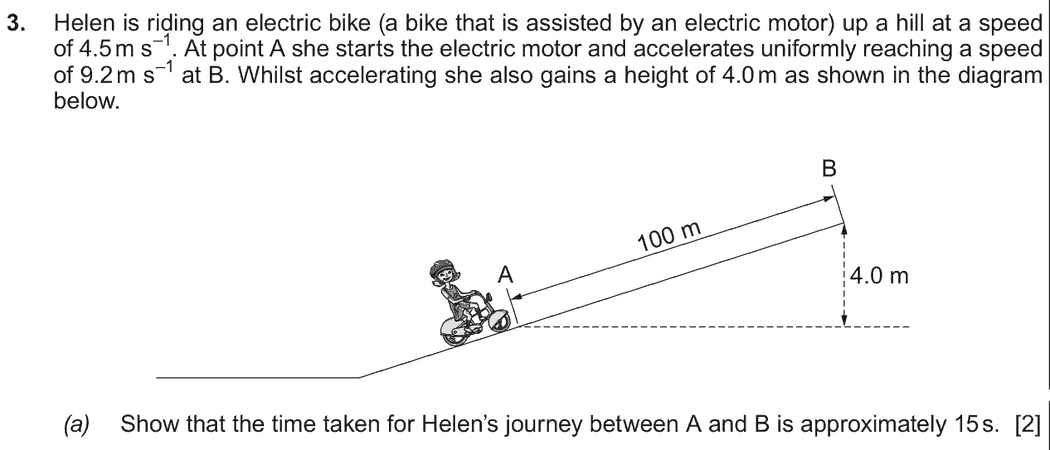 3. Helen is riding an electric bike (a bike that is assisted by an electric motor) up a hill at a speed
of 4.5 m s⁻¹. At point A she starts the electric motor and accelerates uniformly reaching a speed
of 9.2 m s⁻¹ at B. Whilst accelerating she also gains a height of 4.0 m as shown in the diagram
below.
B
100 m
A
4.0 m
(a) Show that the time taken for Helen's journey between A and B is approximately 15 s. [2]